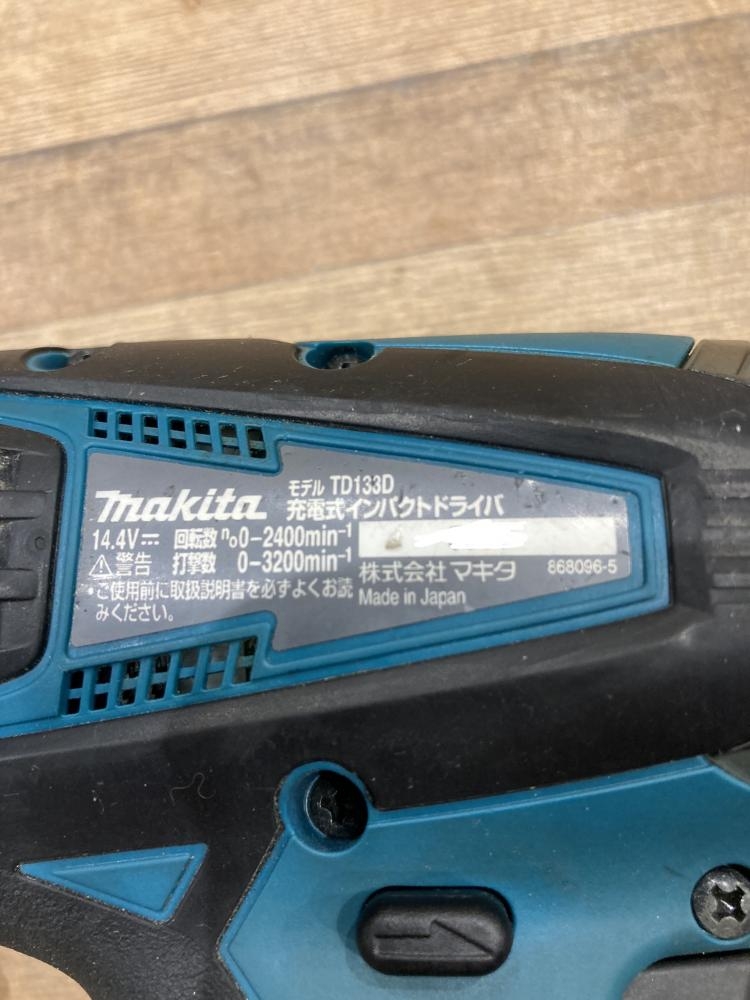 makita
モデル TD133D
充電式インパクトドライバ
14.4V⎓ 回転数 n₀0-2400min⁻¹
⚠警告 打撃数 0-3200min⁻¹
•ご使用前に取扱説明書を必ずよくお読
みください。
株式会社 マキタ 868096-5
Made in Japan